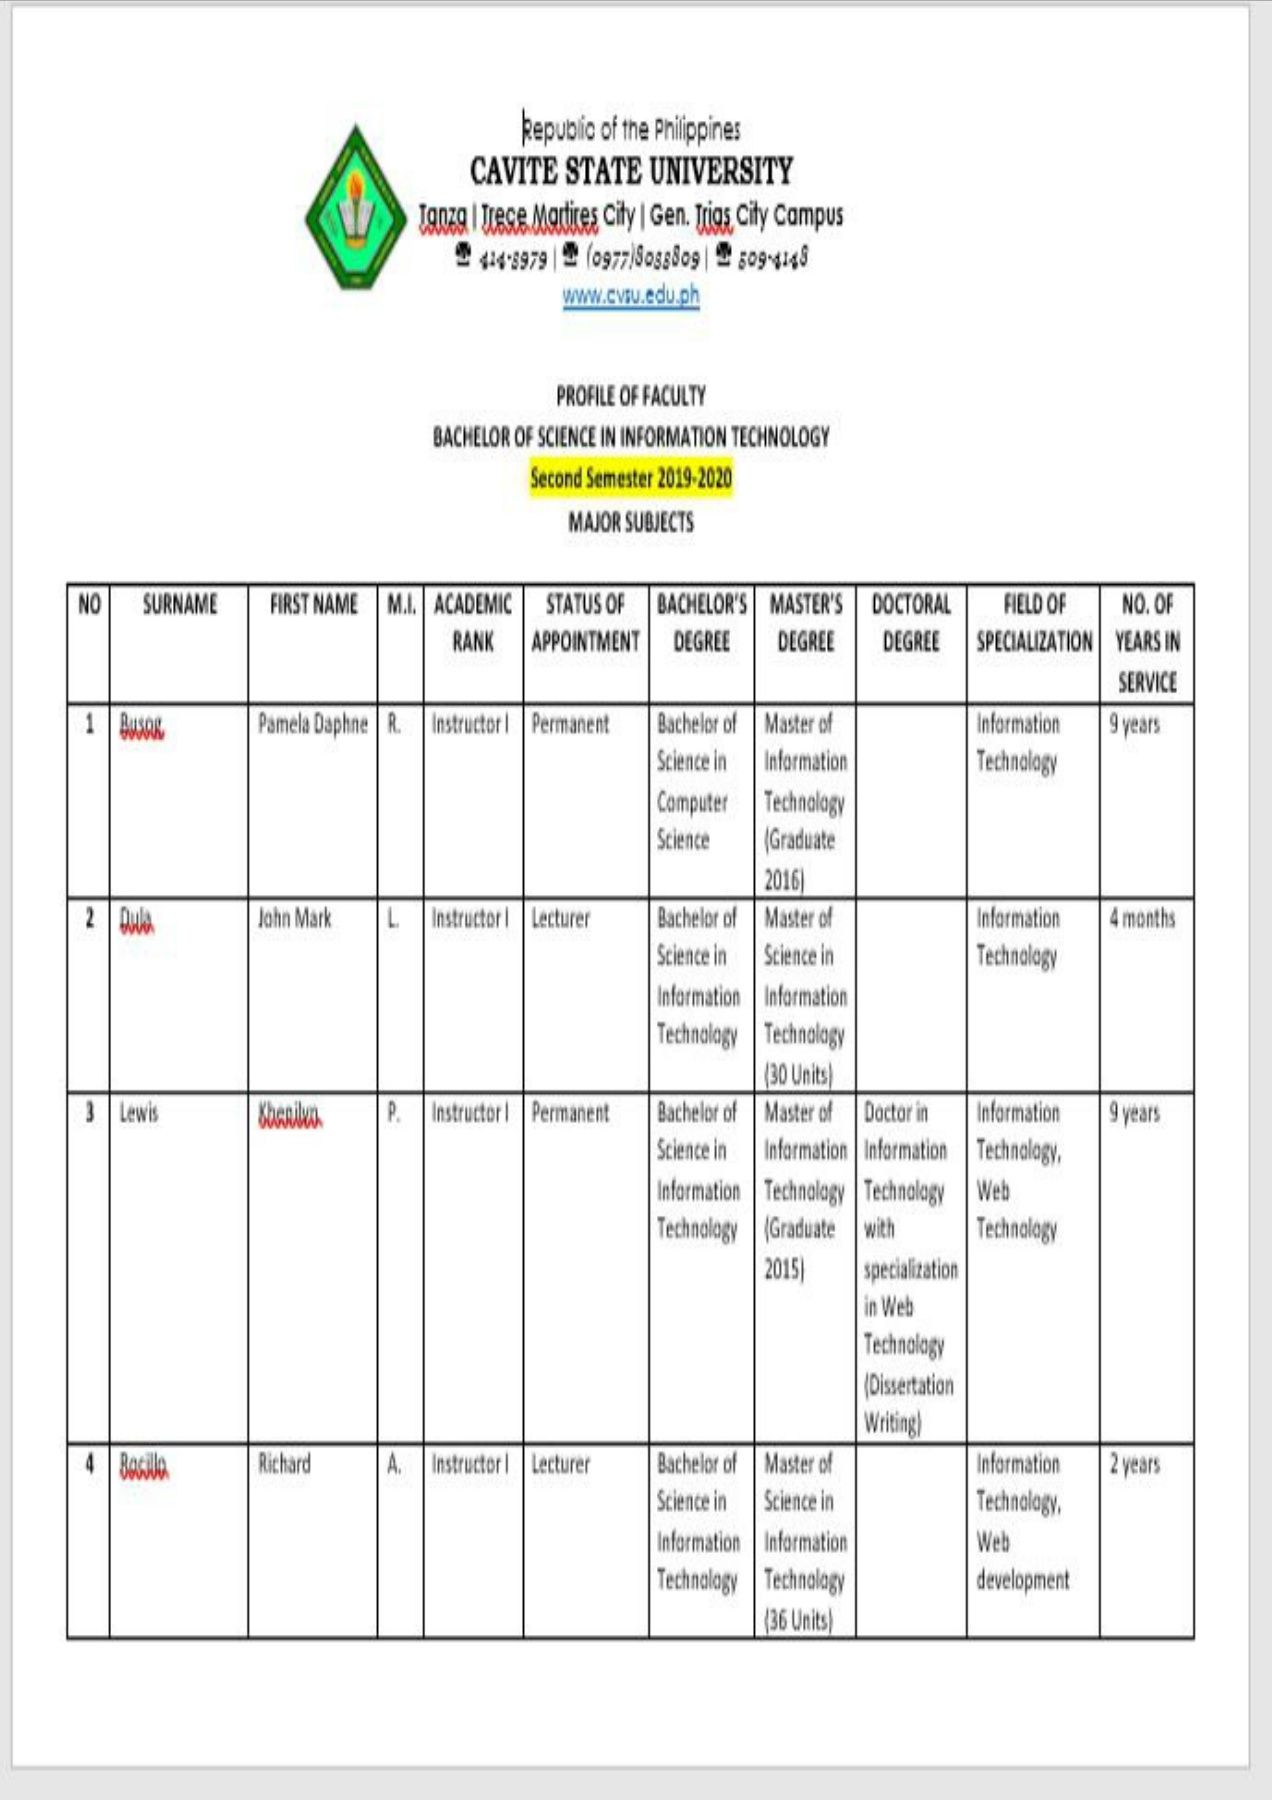 Republic of the Philippines
CAVITE STATE UNIVERSITY
Tanza | Trece Martires City | Gen. Trias City Campus
☎ 414-3979 | ☎ (0977)8055809 | ☎ 509-4148
www.cvsu.edu.ph
PROFILE OF FACULTY
BACHELOR OF SCIENCE IN INFORMATION TECHNOLOGY
Second Semester 2019-2020
MAJOR SUBJECTS
NO SURNAME FIRST NAME M.I. ACADEMIC STATUS OF BACHELOR'S MASTER'S DOCTORAL FIELD OF NO. OF
RANK APPOINTMENT DEGREE DEGREE DEGREE SPECIALIZATION YEARS IN
SERVICE
1 Busog Pamela Daphne R. Instructor I Permanent Bachelor of Master of Information 9 years
Science in Information Technology
Computer Technology
Science (Graduate
2016)
2 Dula John Mark L. Instructor I Lecturer Bachelor of Master of Information 4 months
Science in Science in Technology
Information Information
Technology Technology
(30 Units)
3 Lewis Khenilyn P. Instructor I Permanent Bachelor of Master of Doctor in Information 9 years
Science in Information Information Technology,
Information Technology Technology Web
Technology (Graduate with Technology
2015) specialization
in Web
Technology
(Dissertation
Writing)
4 Bacilla Richard A. Instructor I Lecturer Bachelor of Master of Information 2 years
Science in Science in Technology,
Information Information Web
Technology Technology development
(36 Units)